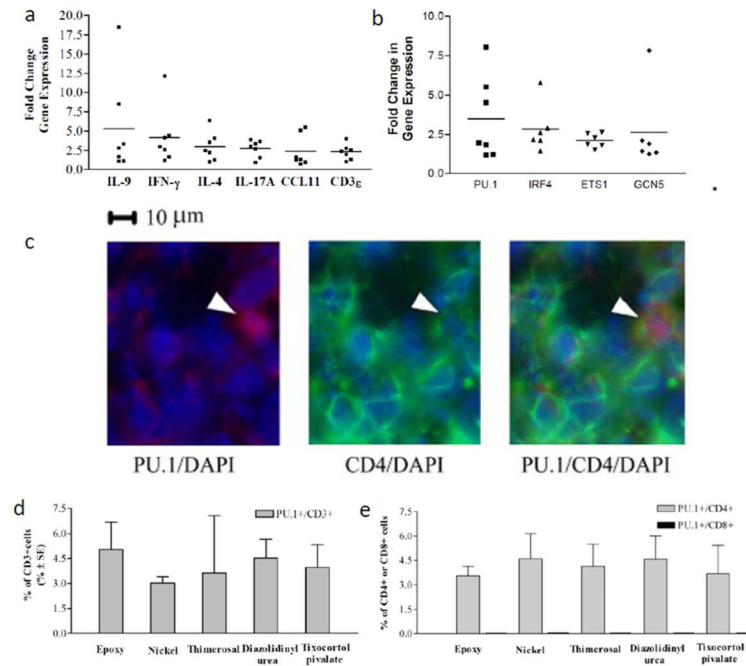 a
Fold Change
Gene Expression
20.0
17.5
15.0
12.5
10.0
7.5
5.0
2.5
0.0
IL-9 IFN-γ IL-4 IL-17A CCL11 CD3ε
b
Fold Change in
Gene Expression
10.0
7.5
5.0
2.5
0.0
PU.1 IRF4 ETS1 GCN5
10 µm
c
PU.1/DAPI CD4/DAPI PU.1/CD4/DAPI
d
% of CD3+cells
(% ± SE)
7.5
6.0
4.5
3.0
1.5
0.0
PU.1+/CD3+
Epoxy Nickel Thimerosal Diazolidinyl Tixocortol
urea pivalate
e
% of CD4+ or CD8+ cells
7.5
6.0
4.5
3.0
1.5
0.0
PU.1+/CD4+
PU.1+/CD8+
Epoxy Nickel Thimerosal Diazolidinyl Tixocortol
urea pivalate